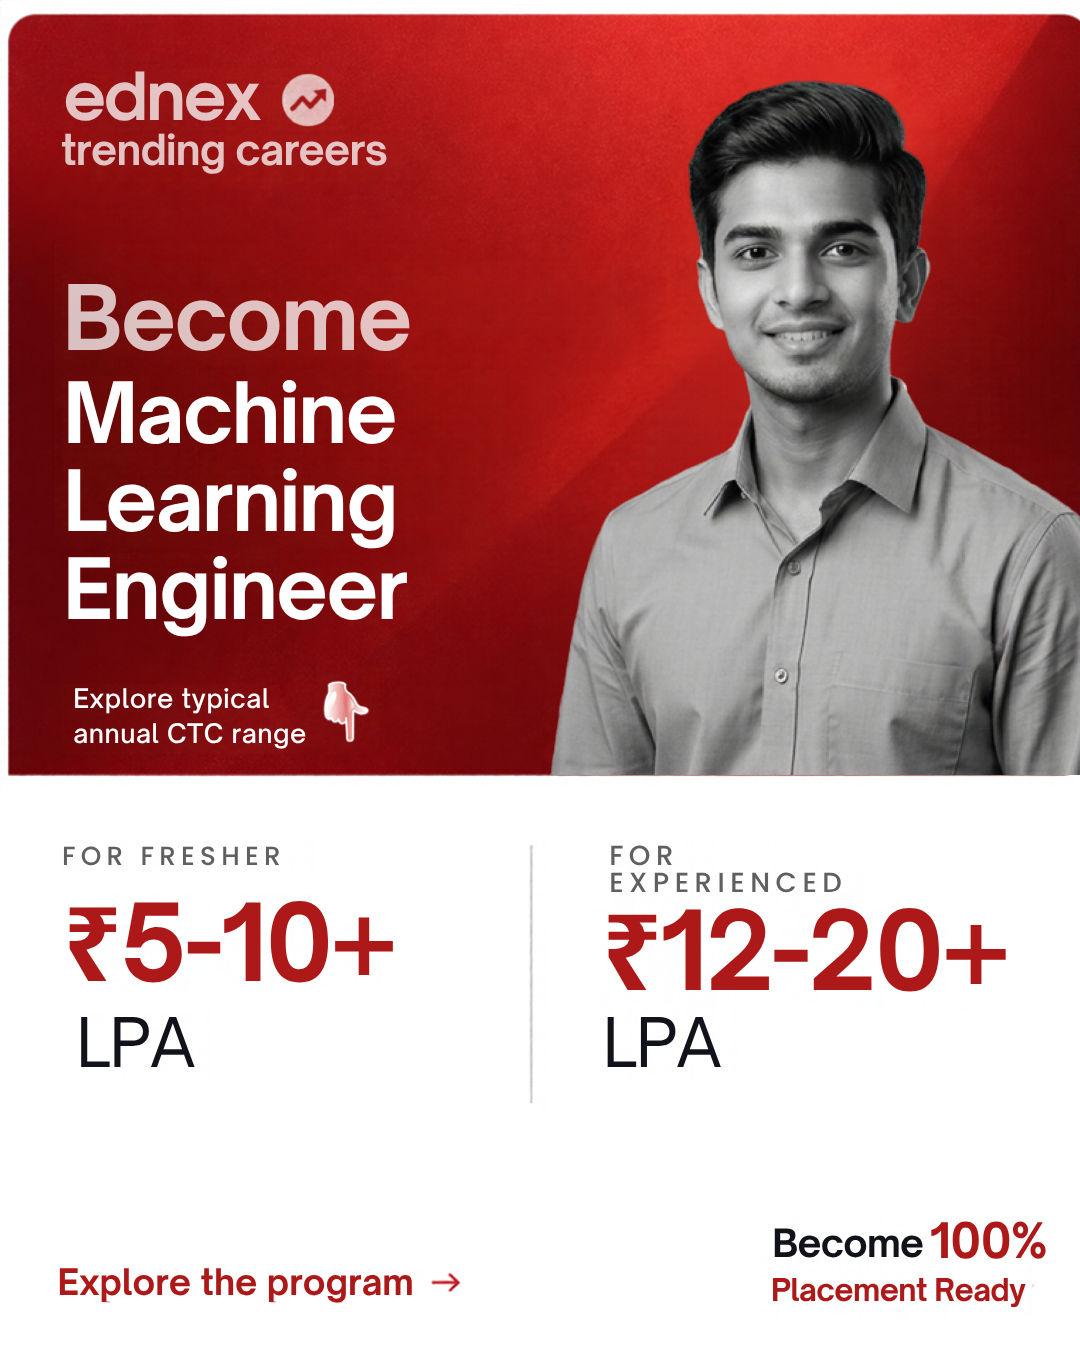 ednex
trending careers
Become
Machine
Learning
Engineer
Explore typical
annual CTC range
FOR FRESHER
₹5-10+
LPA
FOR
EXPERIENCED
₹12-20+
LPA
Explore the program →
Become 100%
Placement Ready